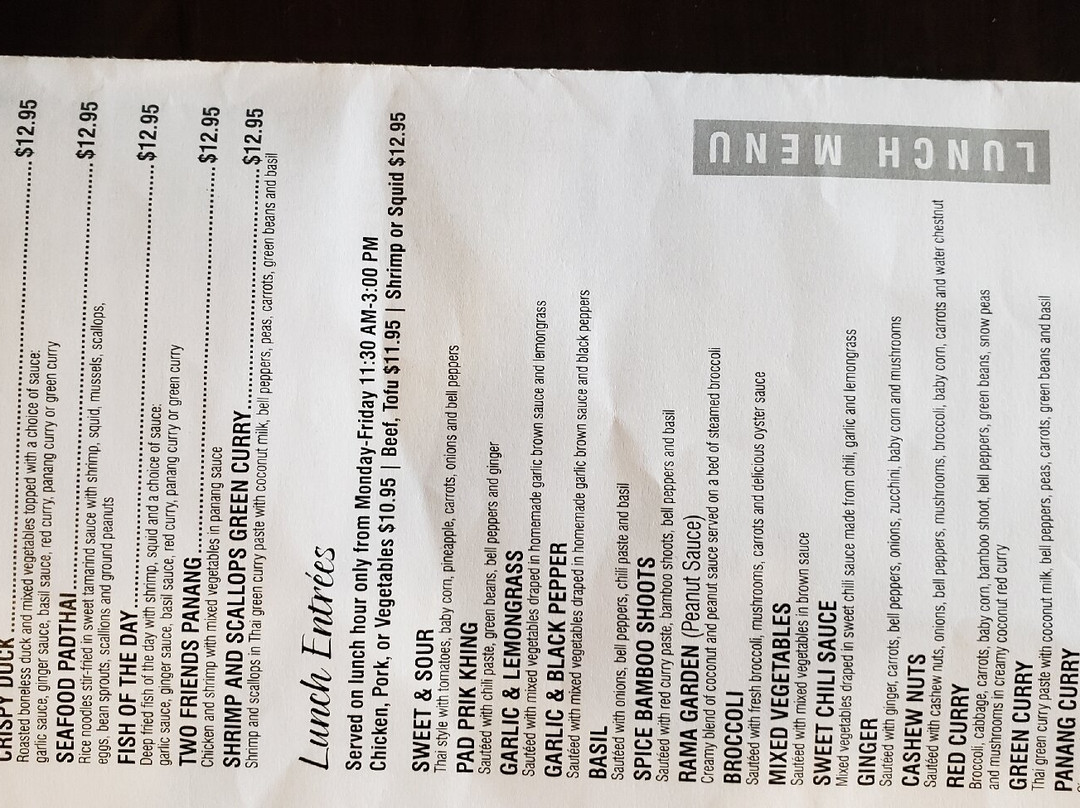 CRISPY DUCK $12.95
Roasted boneless duck and mixed vegetables topped with a choice of sauce:
garlic sauce, ginger sauce, basil sauce, red curry, panang curry or green curry
SEAFOOD PADTHAI $12.95
Rice noodles stir-fried in sweet tamarind sauce with shrimp, squid, mussels, scallops,
eggs, bean sprouts, scallions and ground peanuts
FISH OF THE DAY $12.95
Deep fried fish of the day with shrimp, squid and a choice of sauce:
garlic sauce, ginger sauce, basil sauce, red curry, panang curry or green curry
TWO FRIENDS PANANG $12.95
Chicken and shrimp with mixed vegetables in panang sauce
SHRIMP AND SCALLOPS GREEN CURRY $12.95
Shrimp and scallops in Thai green curry paste with coconut milk, bell peppers, peas, carrots, green beans and basil
Lunch Entrées
Served on lunch hour only from Monday-Friday 11:30 AM-3:00 PM
Chicken, Pork, or Vegetables $10.95 | Beef, Tofu $11.95 | Shrimp or Squid $12.95
SWEET & SOUR
Thai style with tomatoes, baby corn, pineapple, carrots, onions and bell peppers
PAD PRIK KHING
Sautéed with chili paste, green beans, bell peppers and ginger
GARLIC & LEMONGRASS
Sautéed with mixed vegetables draped in homemade garlic brown sauce and lemongrass
GARLIC & BLACK PEPPER
Sautéed with mixed vegetables draped in homemade garlic brown sauce and black peppers
BASIL
Sautéed with onions, bell peppers, chili paste and basil
SPICE BAMBOO SHOOTS
Sautéed with red curry paste, bamboo shoots, bell peppers and basil
RAMA GARDEN (Peanut Sauce)
Creamy blend of coconut and peanut sauce served on a bed of steamed broccoli
BROCCOLI
Sautéed with fresh broccoli, mushrooms, carrots and delicious oyster sauce
MIXED VEGETABLES
Sautéed with mixed vegetables in brown sauce
SWEET CHILI SAUCE
Mixed vegetables draped in sweet chili sauce made from chili, garlic and lemongrass
GINGER
Sautéed with ginger, carrots, bell peppers, onions, zucchini, baby corn and mushrooms
CASHEW NUTS
Sautéed with cashew nuts, onions, bell peppers, mushrooms, broccoli, baby corn, carrots and water chestnut
RED CURRY
Broccoli, cabbage, carrots, baby corn, bamboo shoot, bell peppers, green beans, snow peas
and mushrooms in creamy coconut red curry
GREEN CURRY
Thai green curry paste with coconut milk, bell peppers, peas, carrots, green beans and basil
PANANG CURRY
LUNCH MENU